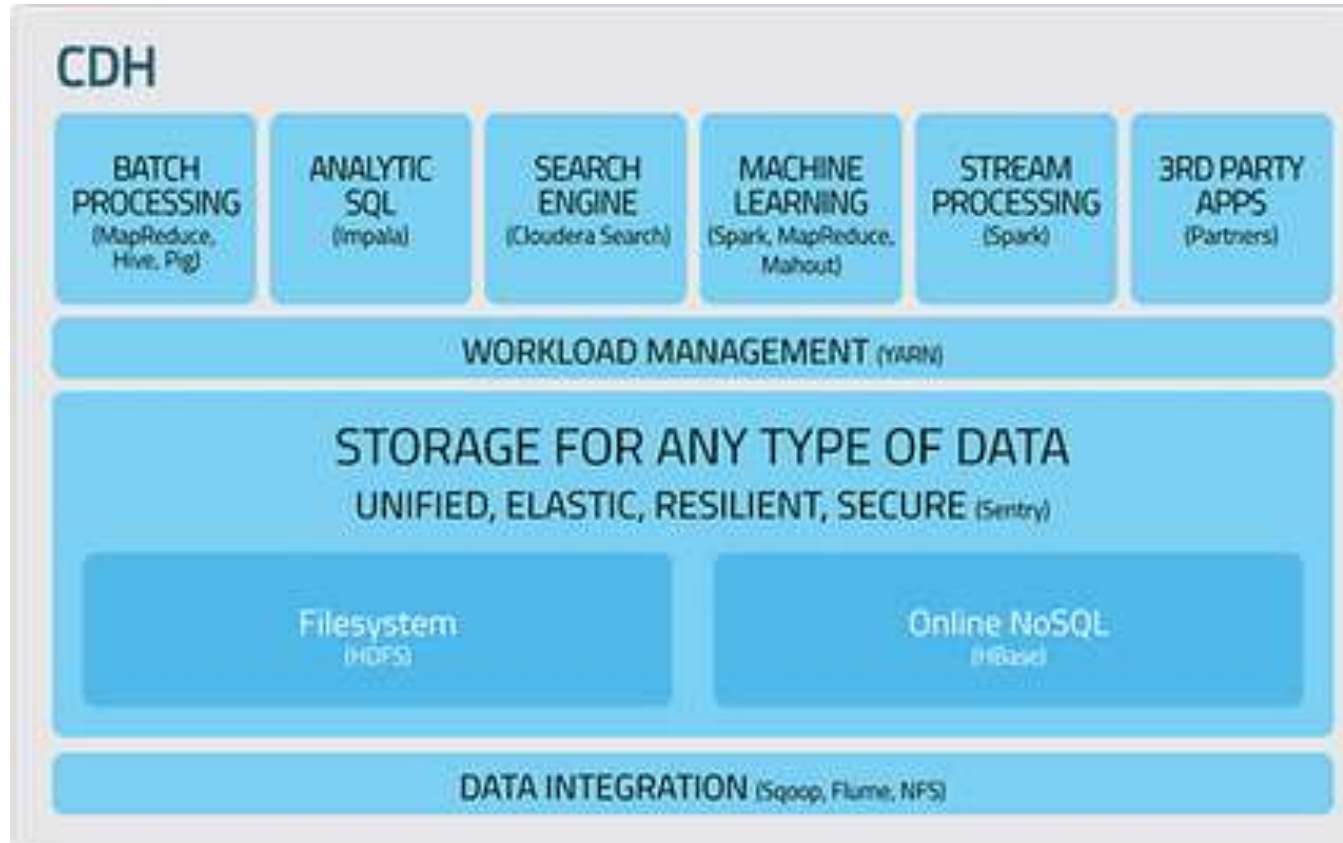 CDH
BATCH
PROCESSING
(MapReduce,
Hive, Pig)
ANALYTIC
SQL
(Impala)
SEARCH
ENGINE
(Cloudera Search)
MACHINE
LEARNING
(Spark, MapReduce,
Mahout)
STREAM
PROCESSING
(Spark)
3RD PARTY
APPS
(Partners)
WORKLOAD MANAGEMENT (YARN)
STORAGE FOR ANY TYPE OF DATA
UNIFIED, ELASTIC, RESILIENT, SECURE (Sentry)
Filesystem
(HDFS)
Online NoSQL
(HBase)
DATA INTEGRATION (Sqoop, Flume, NFS)